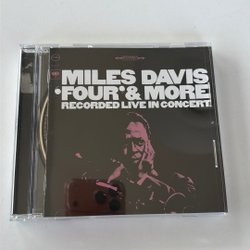 MILES DAVIS
'FOUR' & MORE
RECORDED LIVE IN CONCERT